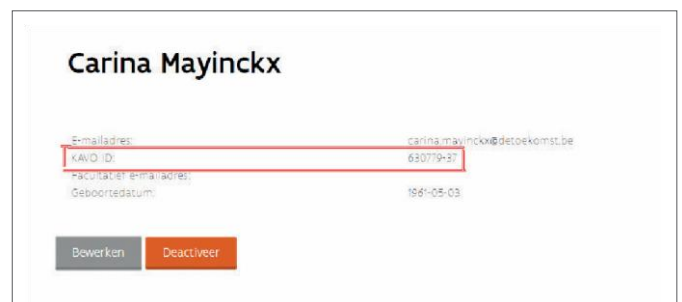 Carina Mayinckx
E-mailadres: carina.mayinckx@detoekomst.be
KAVO ID: 630779-37
Facultatief e-mailadres:
Geboortedatum: 1961-05-03
Bewerken Deactiveer